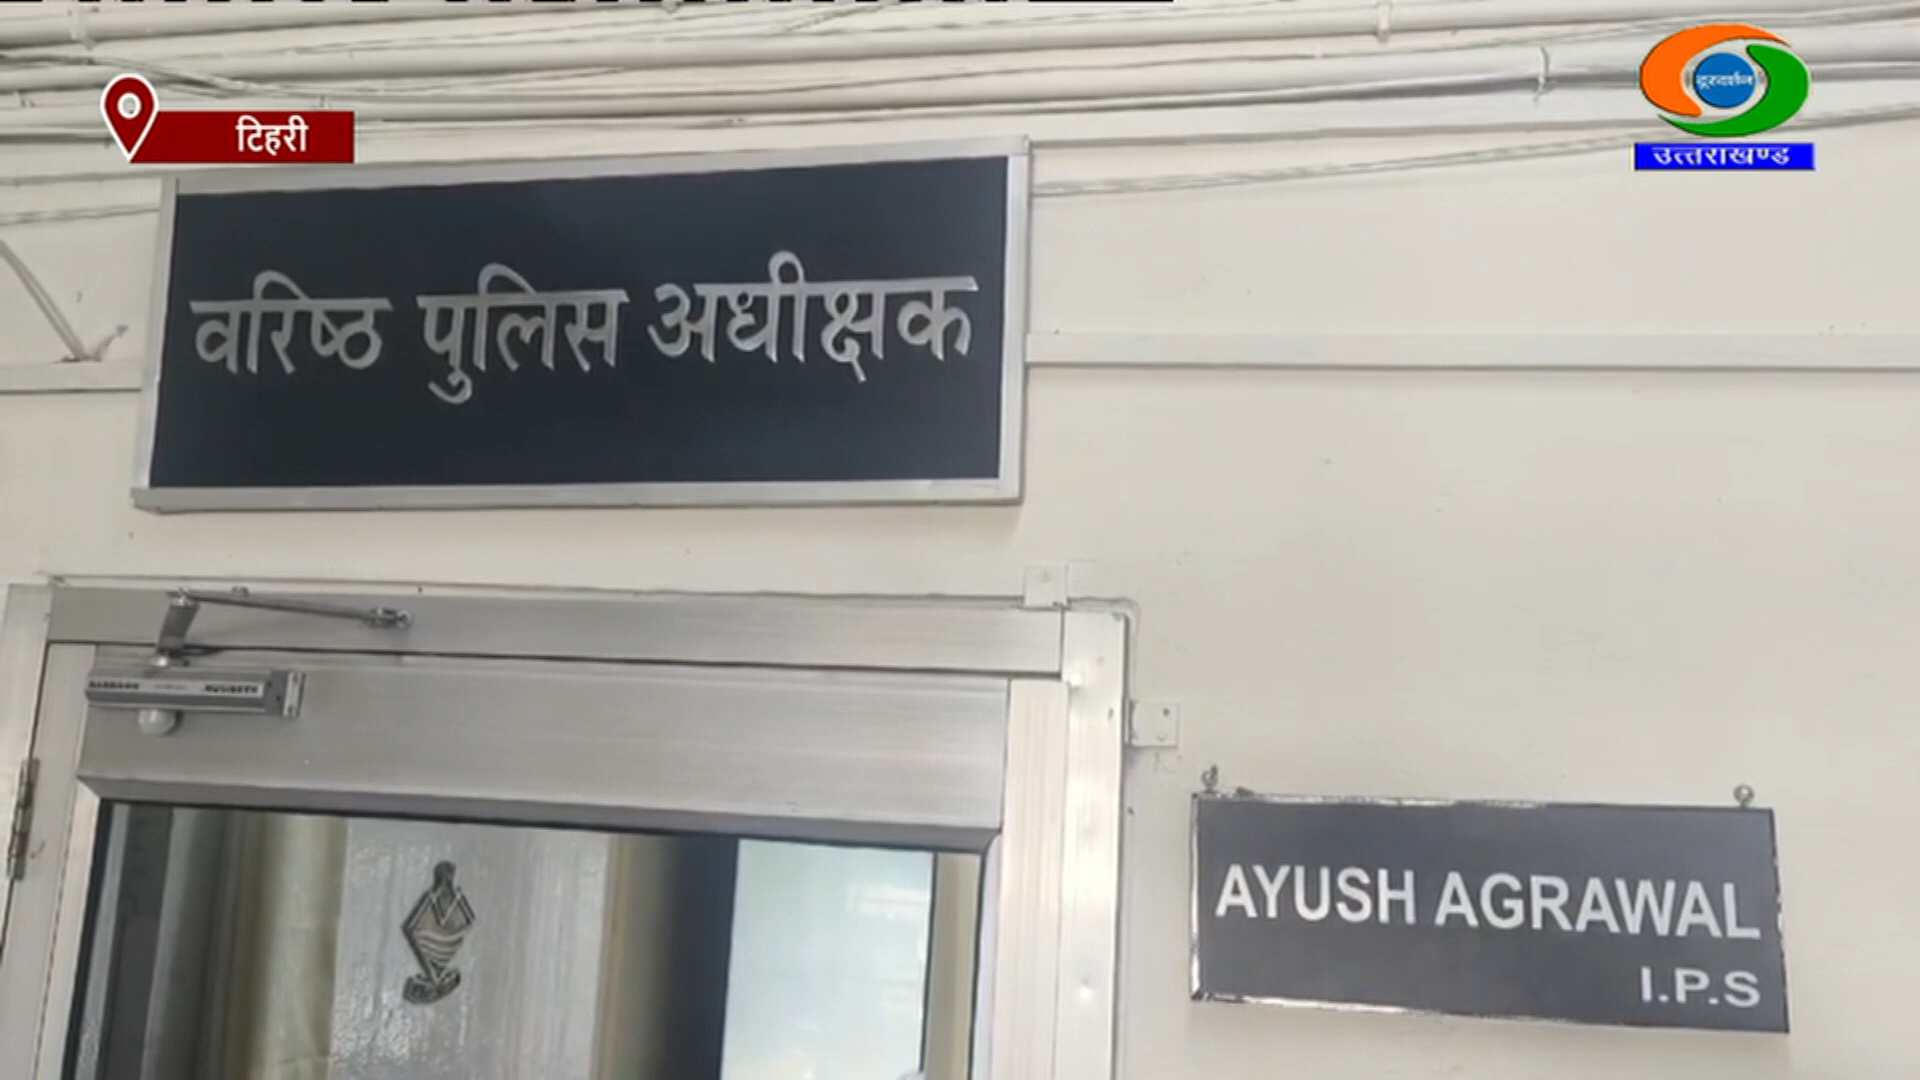 टिहरी
दूरदर्शन
उत्तराखण्ड
वरिष्ठ पुलिस अधीक्षक
AYUSH AGRAWAL
I.P.S